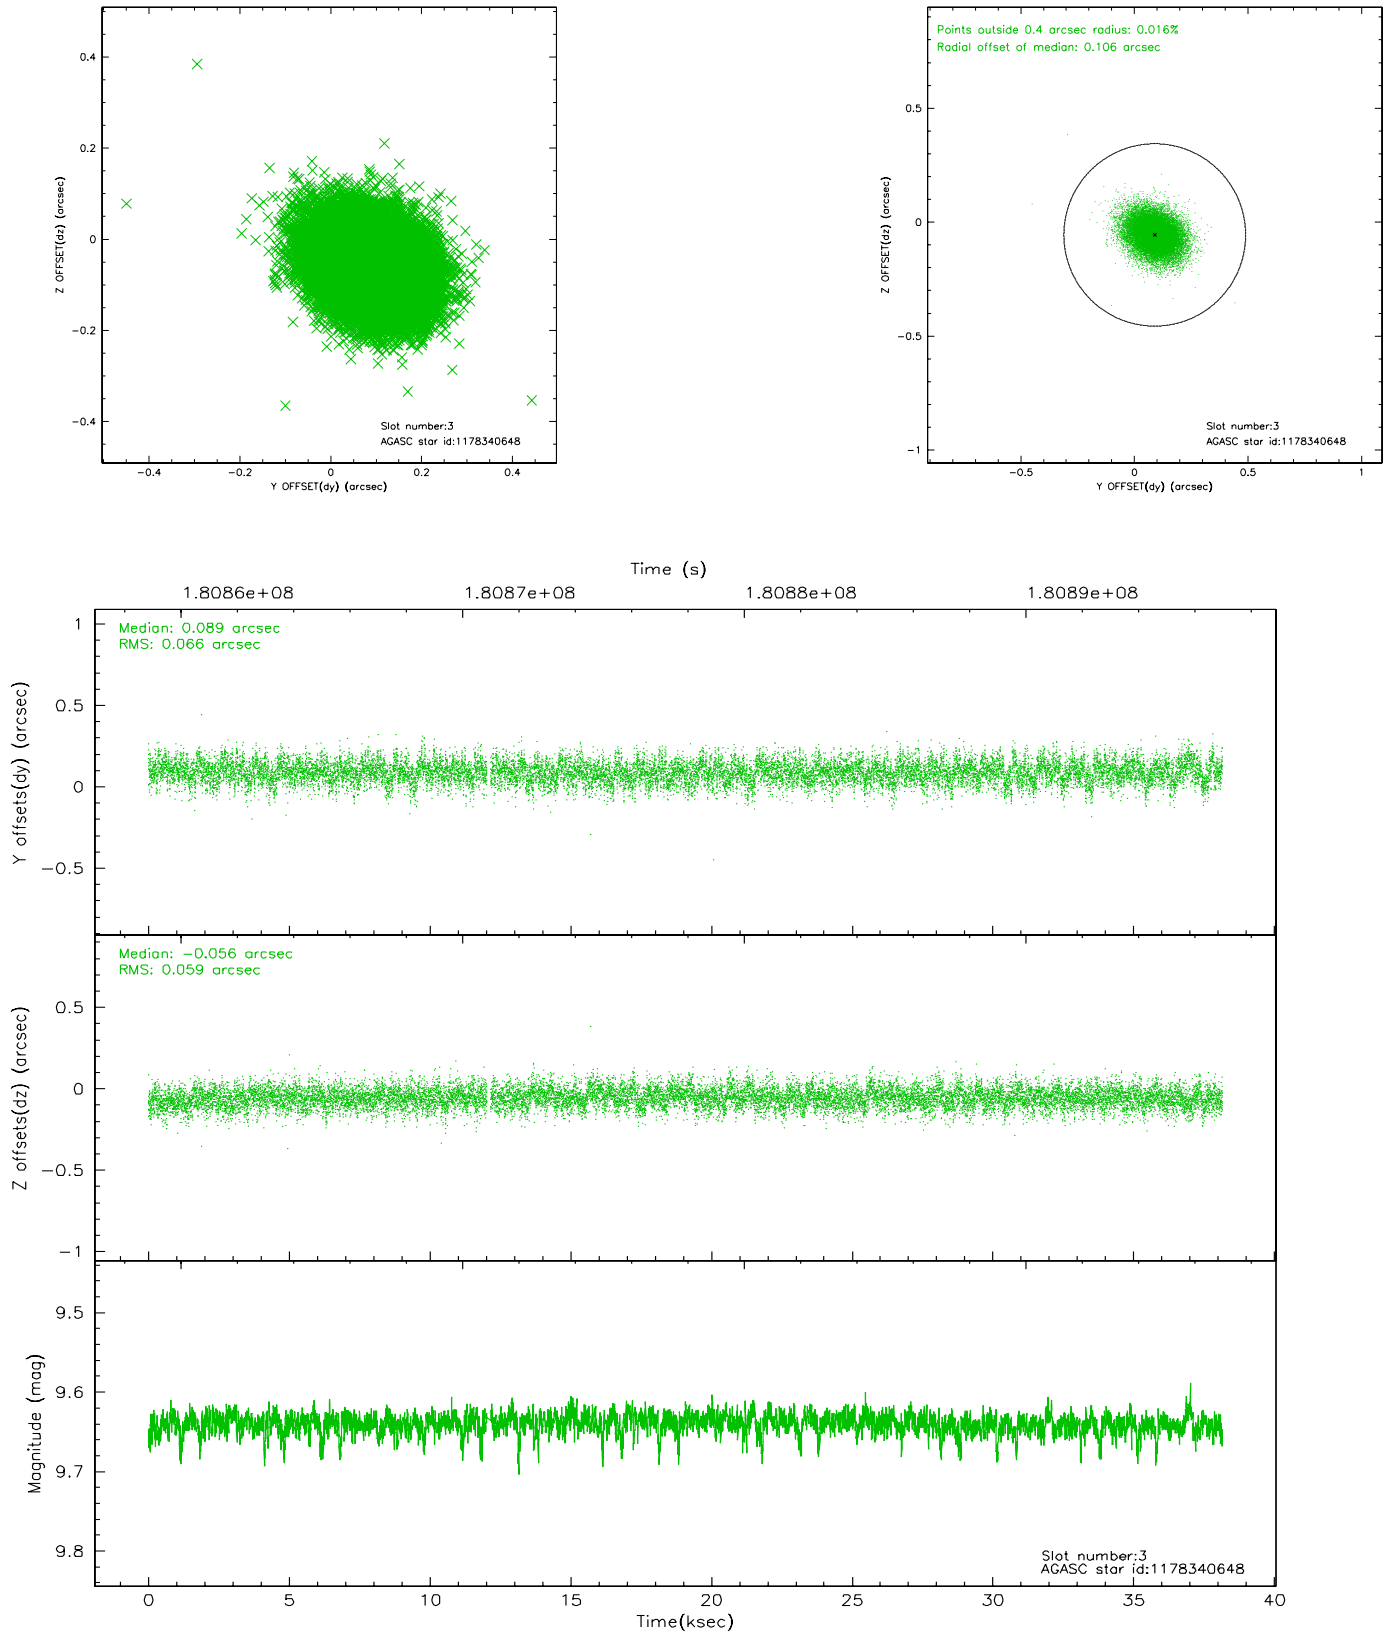 0.4
0.2
0
−0.2
−0.4
Z OFFSET(dz) (arcsec)
Slot number:3
AGASC star id:1178340648
−0.4 −0.2 0 0.2 0.4
Y OFFSET(dy) (arcsec)
Points outside 0.4 arcsec radius: 0.016%
Radial offset of median: 0.106 arcsec
0.5
0
−0.5
−1
Z OFFSET(dz) (arcsec)
Slot number:3
AGASC star id:1178340648
−0.5 0 0.5 1
Y OFFSET(dy) (arcsec)
Time (s)
1.8086e+08 1.8087e+08 1.8088e+08 1.8089e+08
Median: 0.089 arcsec
RMS: 0.066 arcsec
1
0.5
0
−0.5
Y offsets(dy) (arcsec)
Median: −0.056 arcsec
RMS: 0.059 arcsec
0.5
0
−0.5
−1
Z offsets(dz) (arcsec)
9.5
9.6
9.7
9.8
Magnitude (mag)
Slot number:3
AGASC star id:1178340648
0 5 10 15 20 25 30 35 40
Time(ksec)